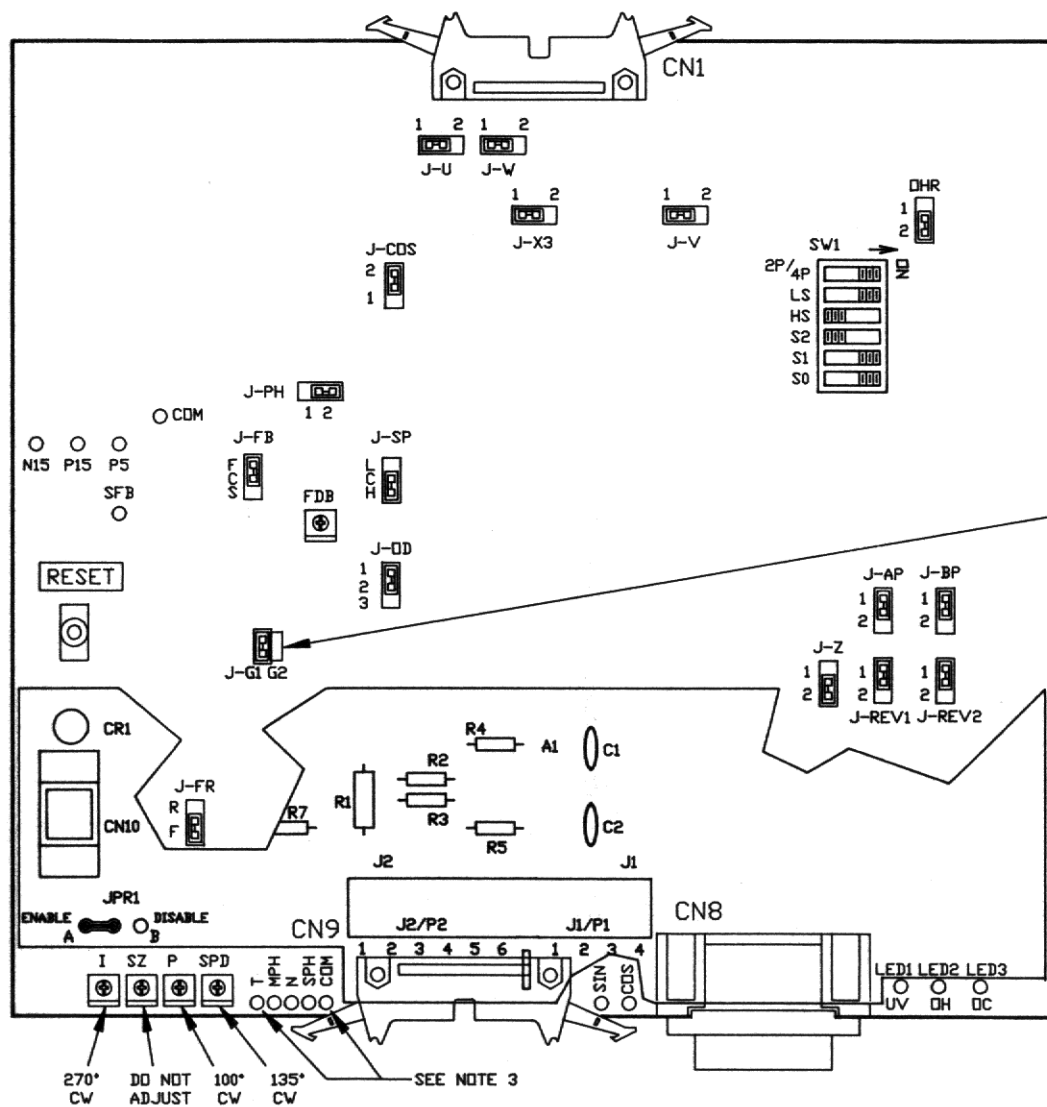 CN1
1 2 1 2
J-U J-W
1 2 1 2
J-X3 J-V
OHR
1
2
J-COS
2
1
SW1
ON
2P/4P
LS
HS
S2
S1
S0
J-PH
1 2
COM
N15 P15 P5
SFB
J-FB
F
C
S
J-SP
L
C
H
FDB
J-OD
1
2
3
RESET
J-G1 G2
J-AP J-BP
1 1
2 2
J-Z
1
2
1 1
2 2
J-REV1 J-REV2
CR1
CN10
J-FR
R
F
R4 A1 C1
R2
R1
R3
R7
R5
C2
J2 J1
JPR1
ENABLE DISABLE
A B
CN9
J2/P2 J1/P1
CN8
1 2 3 4 5 6 1 2 3 4
I SZ P SPD
T
MPH
N
SPH
COM
SIN
COS
LED1 LED2 LED3
UV OH OC
270° CW
DO NOT ADJUST
100° CW
135° CW
SEE NOTE 3